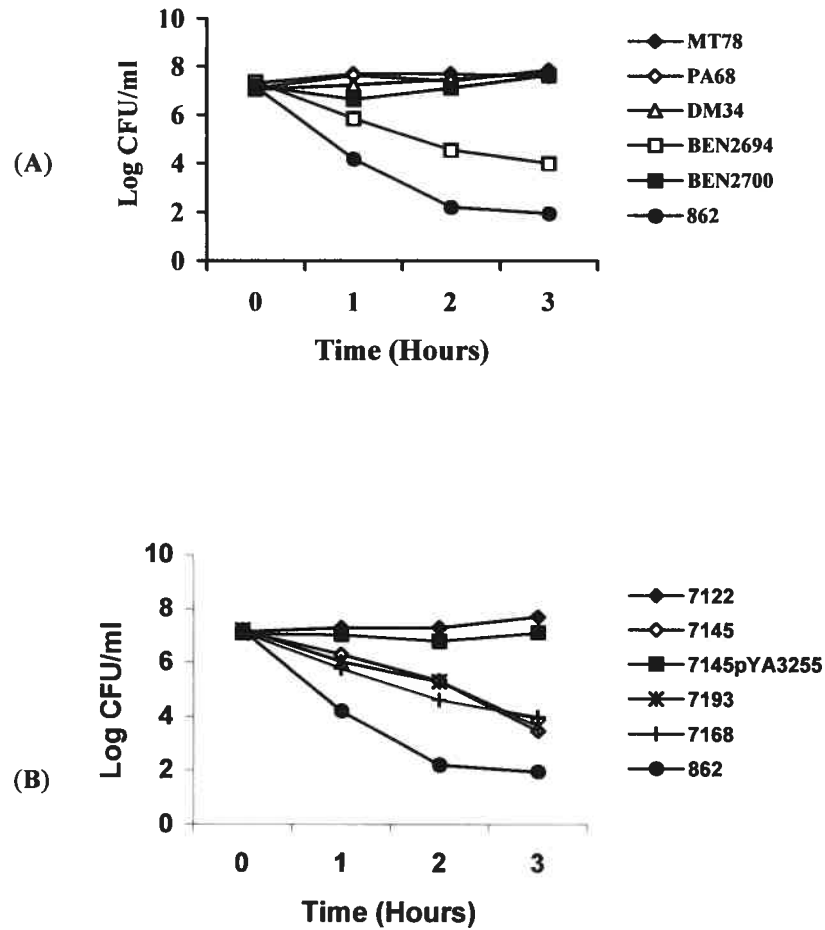 (A)
Log CFU/ml
10
8
6
4
2
0
0 1 2 3
Time (Hours)
MT78
PA68
DM34
BEN2694
BEN2700
862
(B)
Log CFU/ml
10
8
6
4
2
0
0 1 2 3
Time (Hours)
7122
7145
7145pYA3255
7193
7168
862